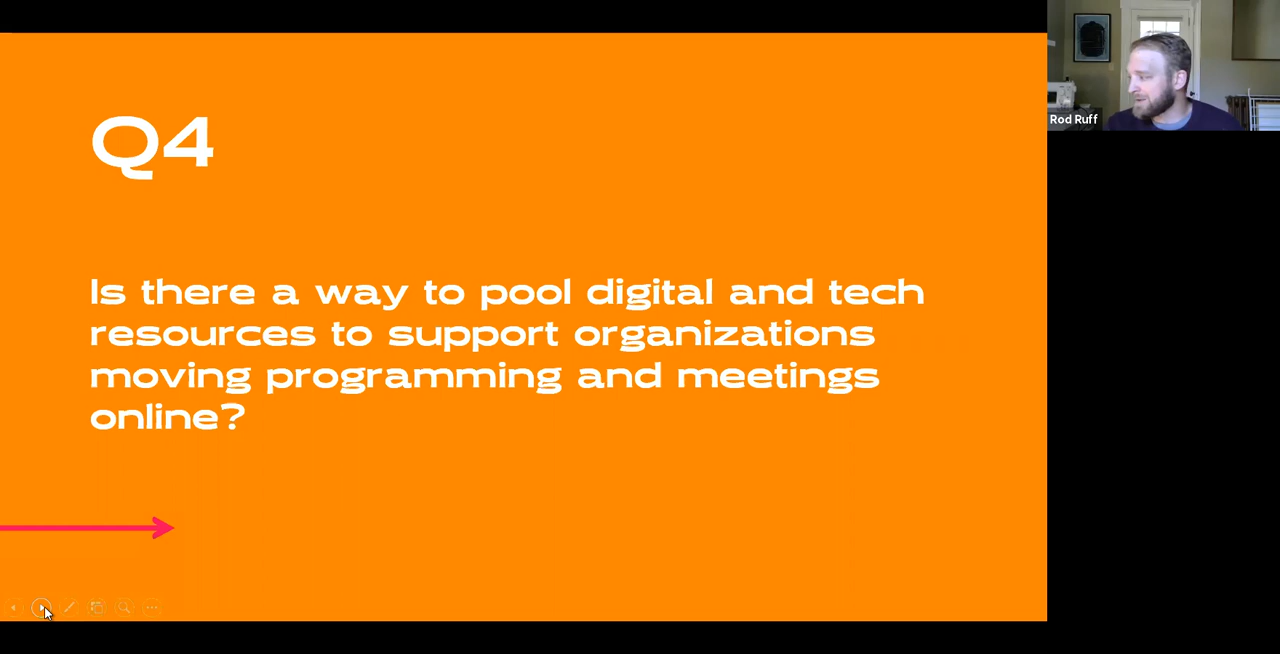 Q4
Is there a way to pool digital and tech
resources to support organizations
moving programming and meetings
online?
Rod Ruff